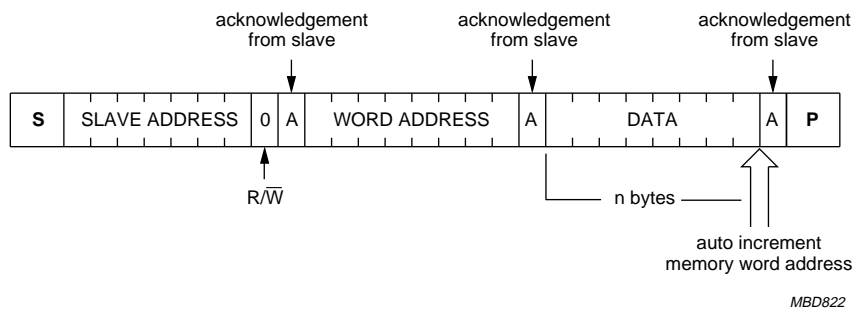 acknowledgement
from slave
acknowledgement
from slave
acknowledgement
from slave
S SLAVE ADDRESS 0 A WORD ADDRESS A DATA A P
R/W̅
n bytes
auto increment
memory word address
MBD822